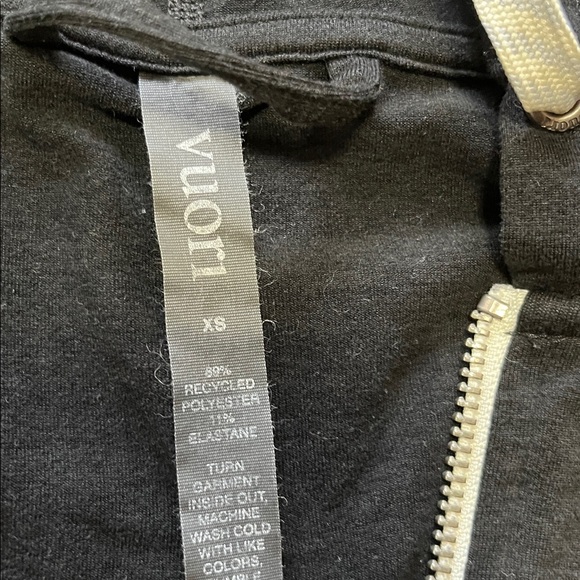 vuori
XS
89%
RECYCLED
POLYESTER
11%
ELASTANE
TURN
GARMENT
INSIDE OUT,
MACHINE
WASH COLD
WITH LIKE
COLORS,